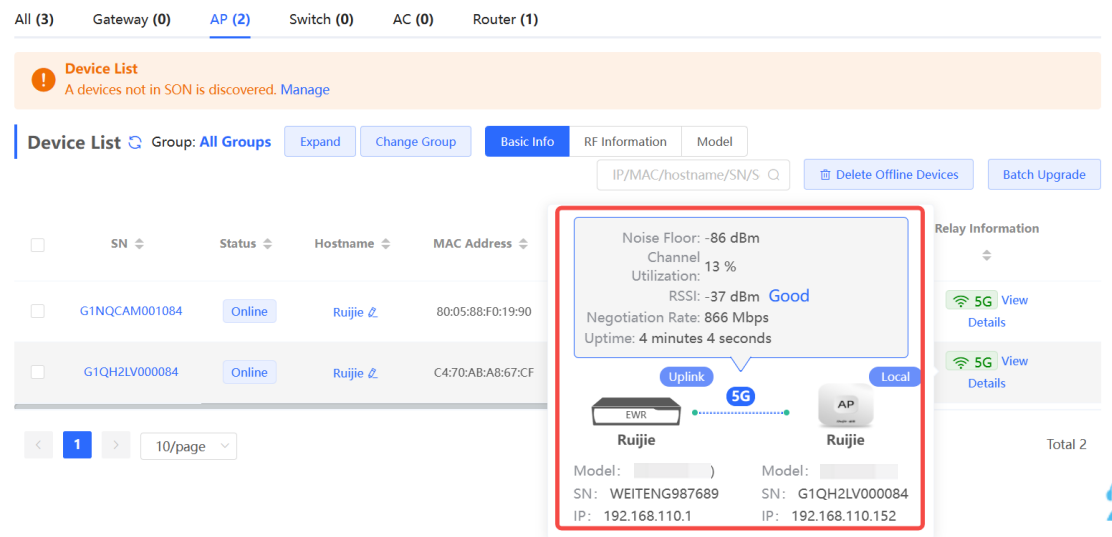 All (3) Gateway (0) AP (2) Switch (0) AC (0) Router (1)
Device List
A devices not in SON is discovered. Manage
Device List Group: All Groups Expand Change Group Basic Info RF Information Model
IP/MAC/hostname/SN/S Delete Offline Devices Batch Upgrade
SN Status Hostname MAC Address Relay Information
G1NQCAM001084 Online Ruijie 80:05:88:F0:19:90 5G View Details
G1QH2LV000084 Online Ruijie C4:70:AB:A8:67:CF 5G View Details
Noise Floor: -86 dBm
Channel Utilization: 13 %
RSSI: -37 dBm Good
Negotiation Rate: 866 Mbps
Uptime: 4 minutes 4 seconds
Uplink Local
5G
EWR AP
Ruijie Ruijie
Model: ) Model:
SN: WEITENG987689 SN: G1QH2LV000084
IP: 192.168.110.1 IP: 192.168.110.152
1 10/page Total 2